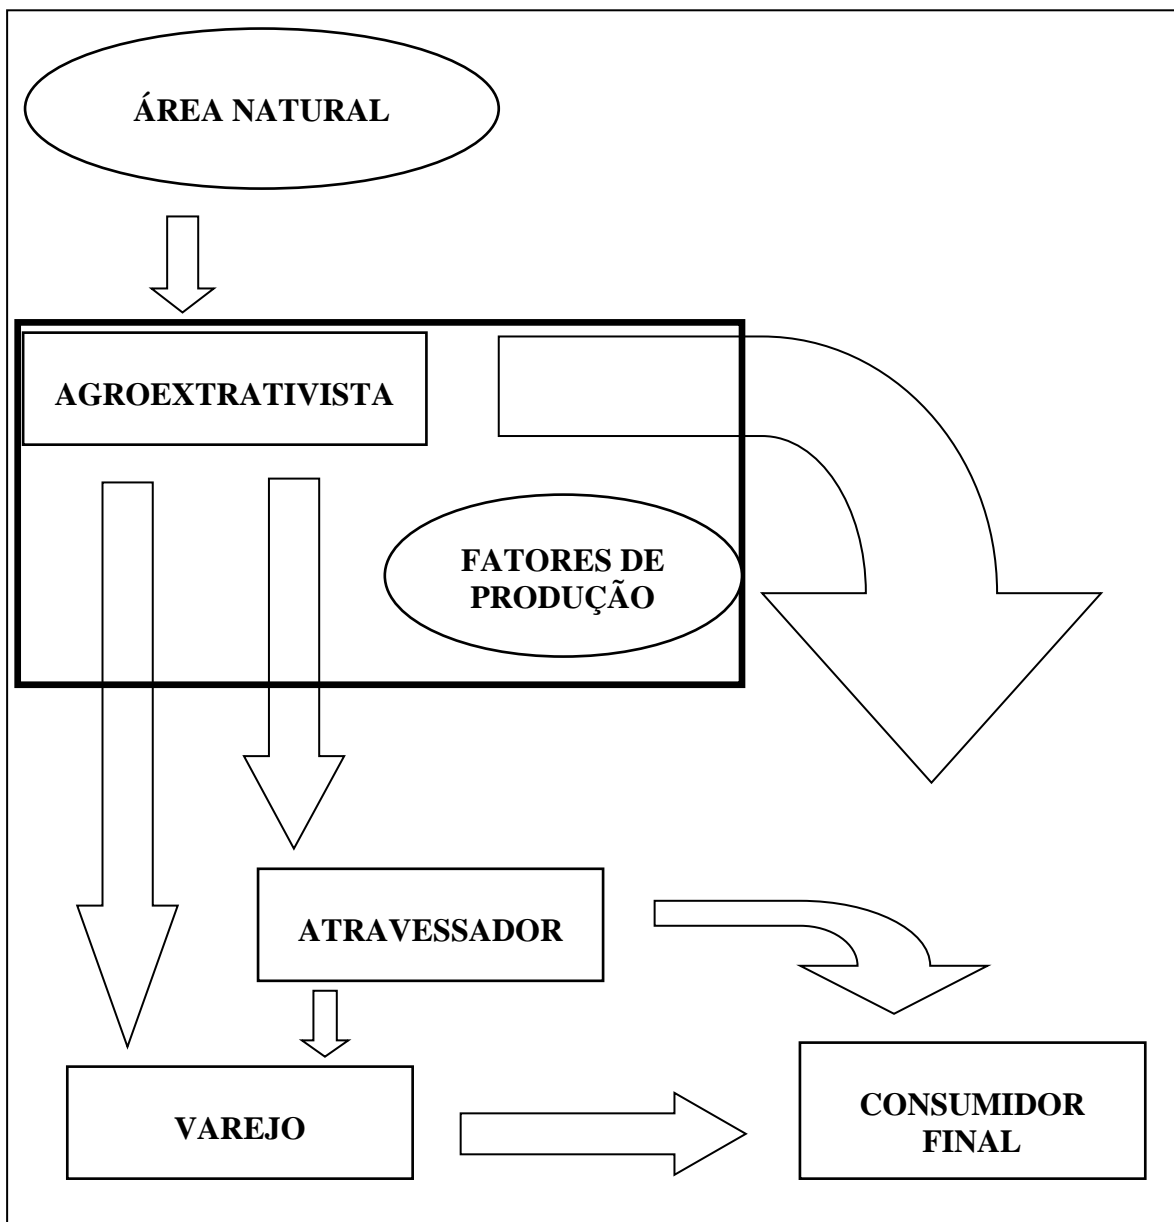 ÁREA NATURAL
AGROEXTRATIVISTA
FATORES DE
PRODUÇÃO
ATRAVESSADOR
VAREJO
CONSUMIDOR
FINAL